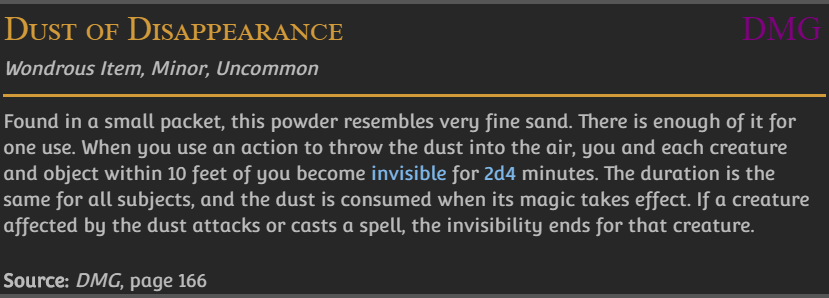 Dust of Disappearance DMG
Wondrous Item, Minor, Uncommon
Found in a small packet, this powder resembles very fine sand. There is enough of it for
one use. When you use an action to throw the dust into the air, you and each creature
and object within 10 feet of you become invisible for 2d4 minutes. The duration is the
same for all subjects, and the dust is consumed when its magic takes effect. If a creature
affected by the dust attacks or casts a spell, the invisibility ends for that creature.
Source: DMG, page 166